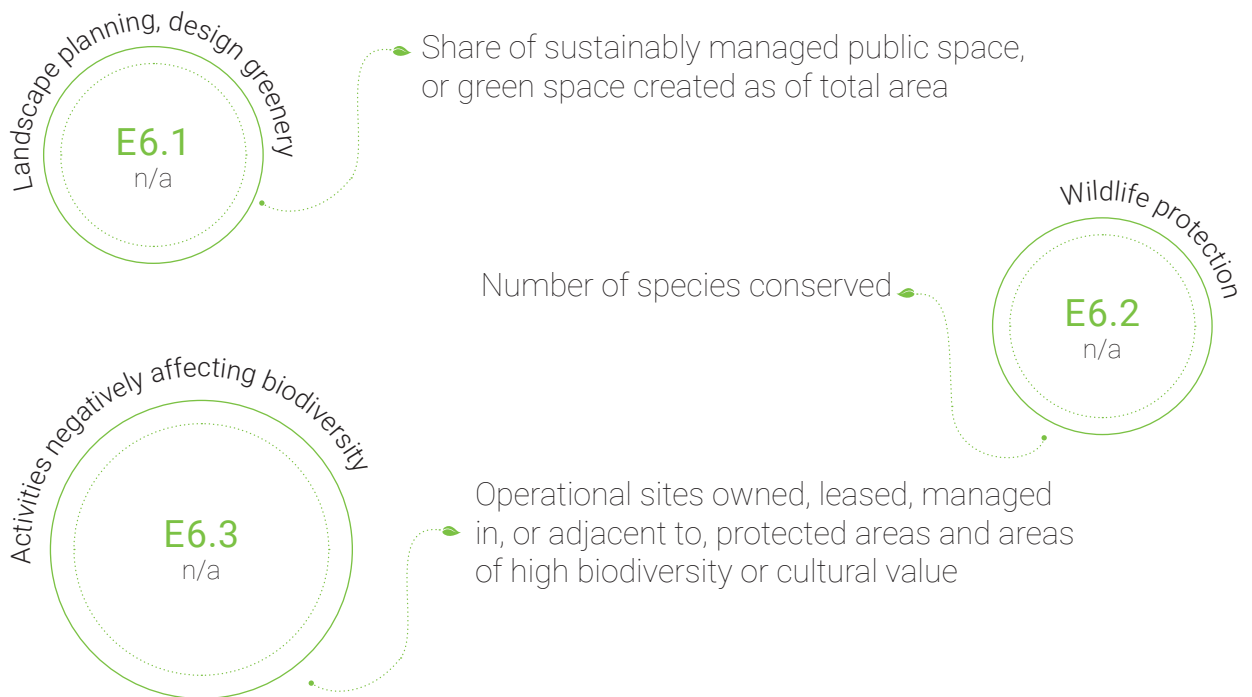 Landscape planning, design greenery
E6.1
n/a
Share of sustainably managed public space,
or green space created as of total area
Wildlife protection
E6.2
n/a
Number of species conserved
Activities negatively affecting biodiversity
E6.3
n/a
Operational sites owned, leased, managed
in, or adjacent to, protected areas and areas
of high biodiversity or cultural value